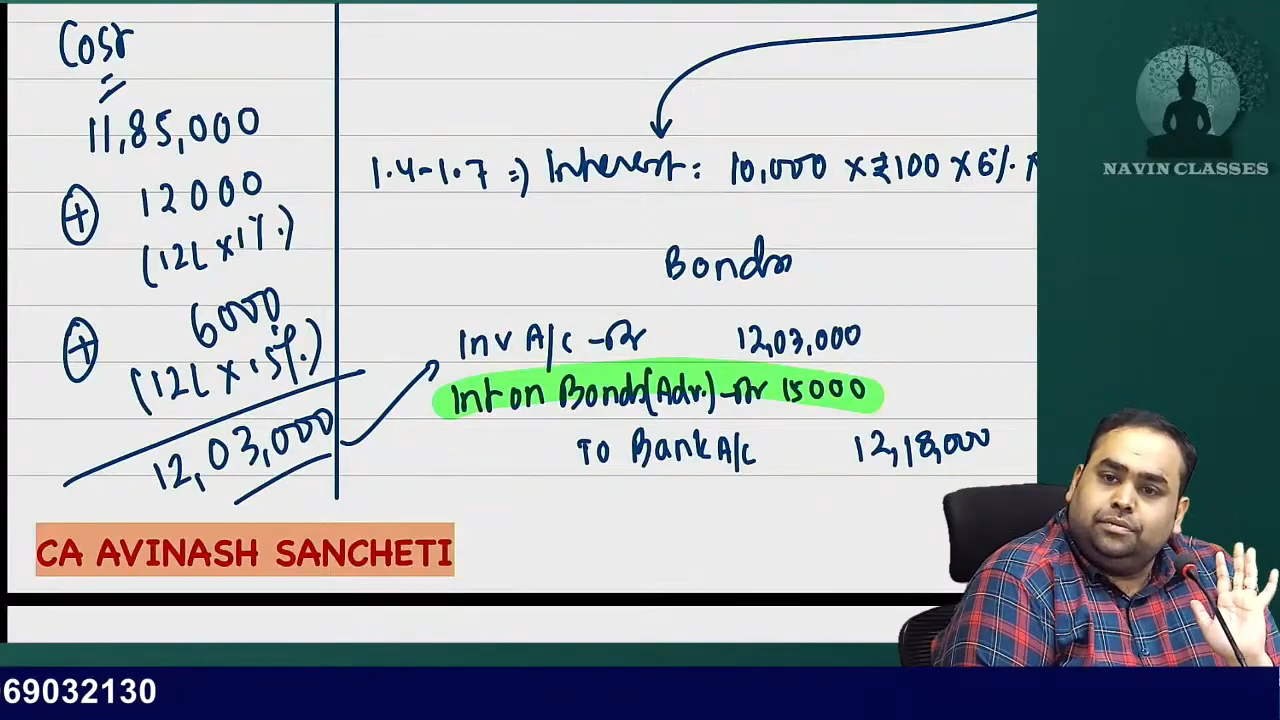 Cost
11,85,000
+ 12000
(12L x 1%)
+ 6000
(12L x .5%)
12,03,000
1.4-1.7 => Interest: 10,000 x ₹100 x 6%
Bonds
Inv A/c -Dr 12,03,000
Int on Bonds(Adv.) -Dr 15000
To Bank A/c 12,18,000
CA AVINASH SANCHETI
NAVIN CLASSES
69032130